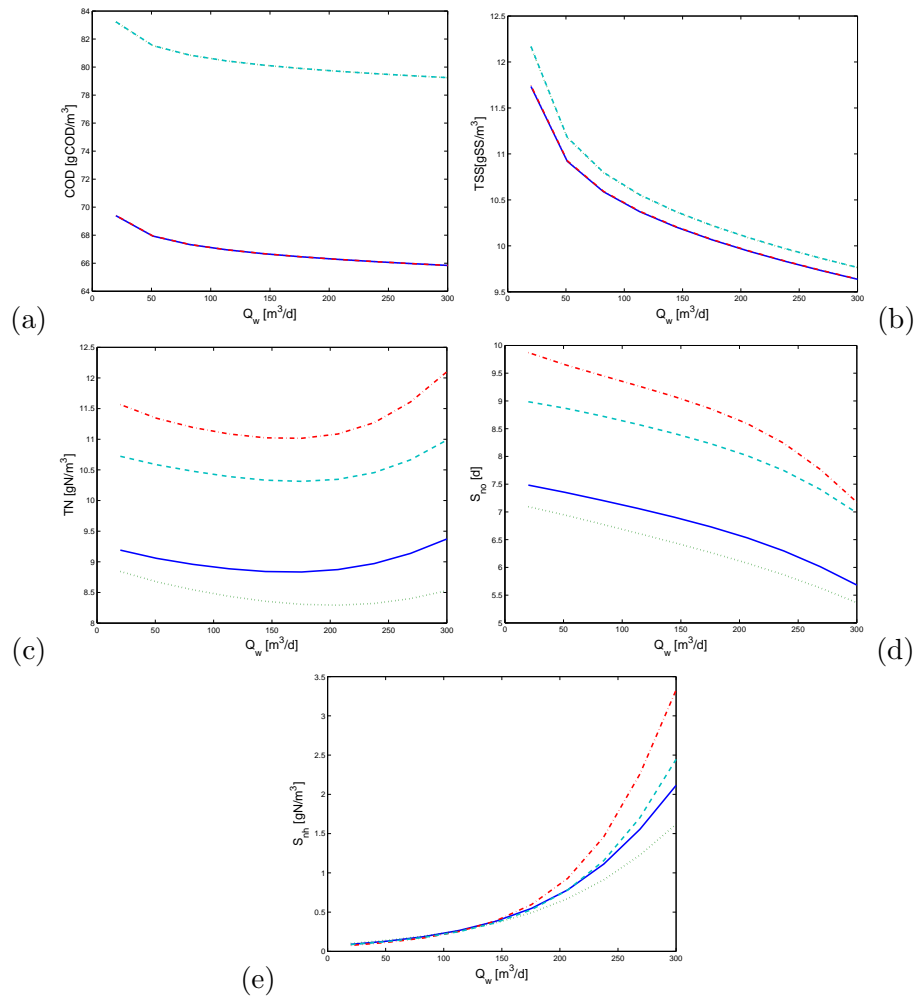 84
82
80
78
76
74
72
70
68
66
64
0 50 100 150 200 250 300
COD [gCOD/m³]
Q_w [m³/d]
(a)
12.5
12
11.5
11
10.5
10
9.5
0 50 100 150 200 250 300
TSS[gSS/m³]
Q_w [m³/d]
(b)
12.5
12
11.5
11
10.5
10
9.5
9
8.5
8
0 50 100 150 200 250 300
TN [gN/m³]
Q_w [m³/d]
(c)
10
9.5
9
8.5
8
7.5
7
6.5
6
5.5
5
0 50 100 150 200 250 300
S_no [d]
Q_w [m³/d]
(d)
3.5
3
2.5
2
1.5
1
0.5
0
0 50 100 150 200 250 300
S_nh [gN/m³]
Q_w [m³/d]
(e)